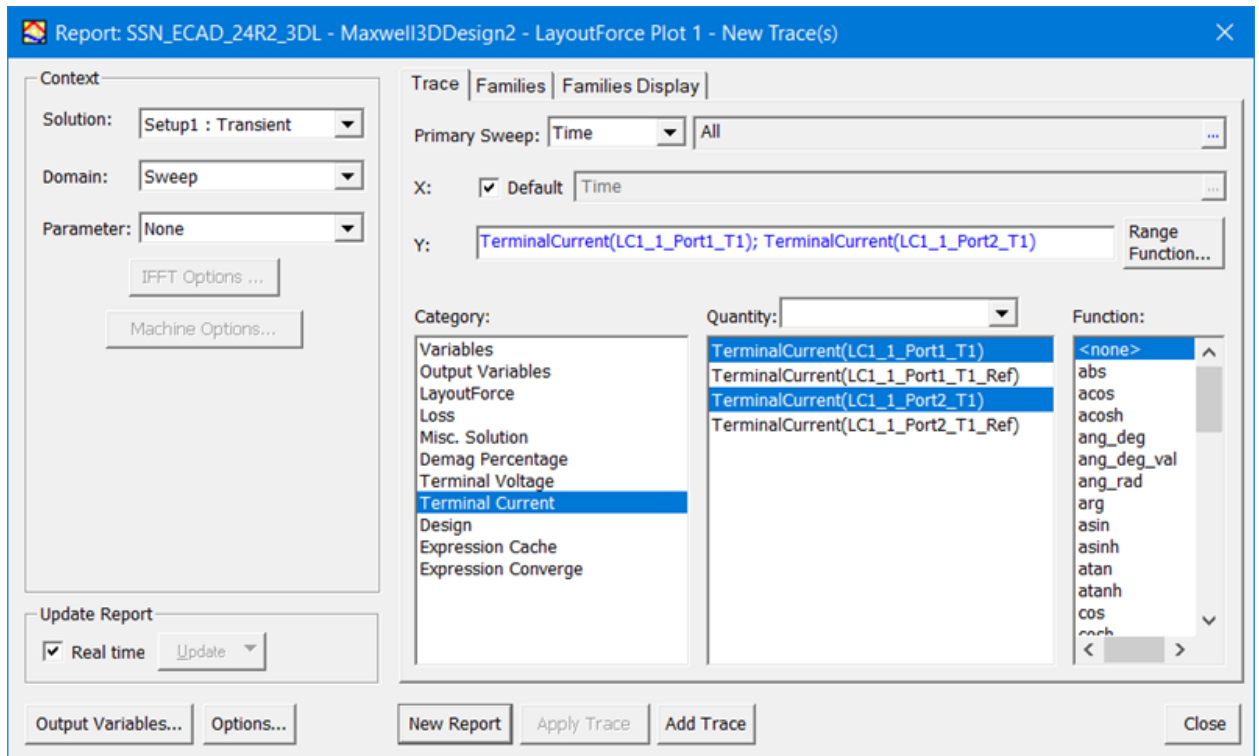 Report: SSN_ECAD_24R2_3DL - Maxwell3DDesign2 - LayoutForce Plot 1 - New Trace(s)
Context
Solution: Setup1 : Transient
Domain: Sweep
Parameter: None
IFFT Options ...
Machine Options...
Update Report
Real time Update
Output Variables... Options...
Trace Families Families Display
Primary Sweep: Time All ...
X: Default Time ...
Y: TerminalCurrent(LC1_1_Port1_T1); TerminalCurrent(LC1_1_Port2_T1)
Range
Function...
Category:
Variables
Output Variables
LayoutForce
Loss
Misc. Solution
Demag Percentage
Terminal Voltage
Terminal Current
Design
Expression Cache
Expression Converge
Quantity:
TerminalCurrent(LC1_1_Port1_T1)
TerminalCurrent(LC1_1_Port1_T1_Ref)
TerminalCurrent(LC1_1_Port2_T1)
TerminalCurrent(LC1_1_Port2_T1_Ref)
Function:
<none>
abs
acos
acosh
ang_deg
ang_deg_val
ang_rad
arg
asin
asinh
atan
atanh
cos
cosh
New Report Apply Trace Add Trace Close